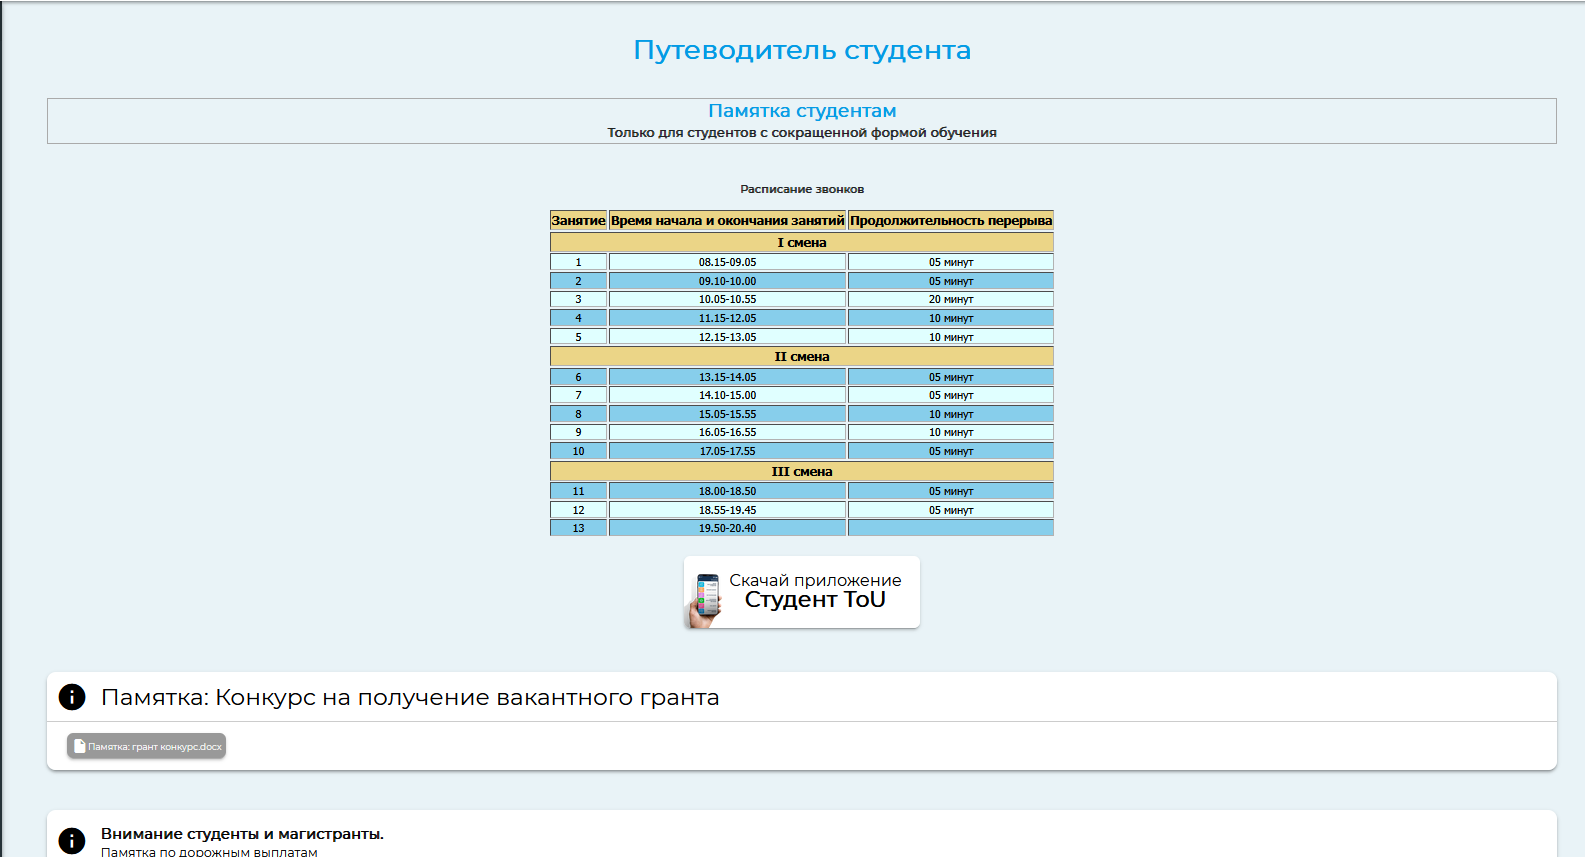 Путеводитель студента
Памятка студентам
Только для студентов с сокращенной формой обучения
Расписание звонков
Занятие Время начала и окончания занятий Продолжительность перерыва
I смена
1 08.15-09.05 05 минут
2 09.10-10.00 05 минут
3 10.05-10.55 20 минут
4 11.15-12.05 10 минут
5 12.15-13.05 10 минут
II смена
6 13.15-14.05 05 минут
7 14.10-15.00 05 минут
8 15.05-15.55 10 минут
9 16.05-16.55 10 минут
10 17.05-17.55 05 минут
III смена
11 18.00-18.50 05 минут
12 18.55-19.45 05 минут
13 19.50-20.40
Скачай приложение
Студент ToU
Памятка: Конкурс на получение вакантного гранта
Памятка: грант конкурс.docx
Внимание студенты и магистранты.
Памятка по дорожным выплатам